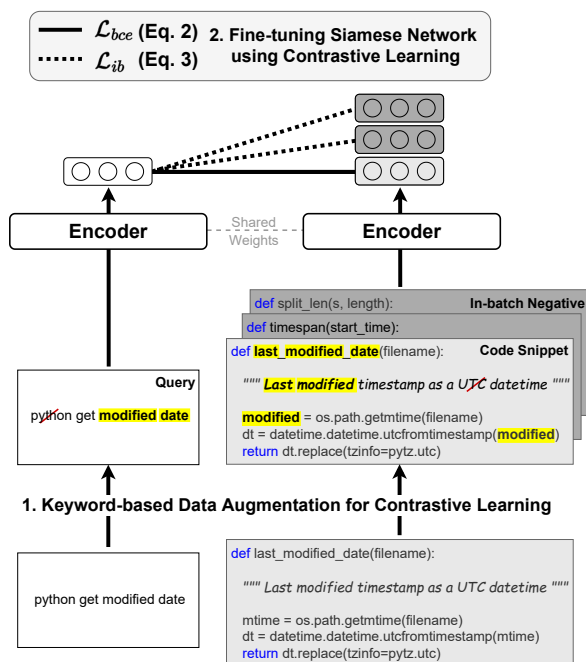 L_bce (Eq. 2)
L_ib (Eq. 3)
2. Fine-tuning Siamese Network
using Contrastive Learning
Encoder
Shared
Weights
Encoder
def split_len(s, length):
In-batch Negative
def timespan(start_time):
def last_modified_date(filename):
Code Snippet
""" Last modified timestamp as a UTC datetime """
modified = os.path.getmtime(filename)
dt = datetime.datetime.utcfromtimestamp(modified)
return dt.replace(tzinfo=pytz.utc)
Query
python get modified date
1. Keyword-based Data Augmentation for Contrastive Learning
python get modified date
def last_modified_date(filename):
""" Last modified timestamp as a UTC datetime """
mtime = os.path.getmtime(filename)
dt = datetime.datetime.utcfromtimestamp(mtime)
return dt.replace(tzinfo=pytz.utc)